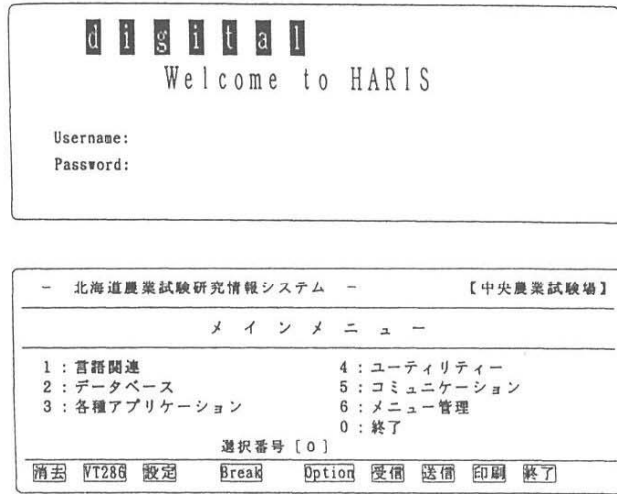 digital
Welcome to HARIS
Username:
Password:
－ 北海道農業試験研究情報システム － 【中央農業試験場】
メインメニュー
1：言語関連 4：ユーティリティー
2：データベース 5：コミュニケーション
3：各種アプリケーション 6：メニュー管理
0：終了
選択番号 [0]
消去 VT286 設定 Break Option 受信 送信 印刷 終了